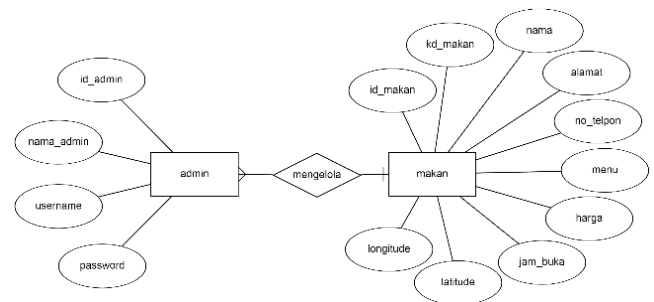 nama
kd_makan
alamat
id_admin
id_makan
no_telpon
nama_admin
admin
mengelola
makan
menu
username
harga
longitude
password
latitude
jam_buka